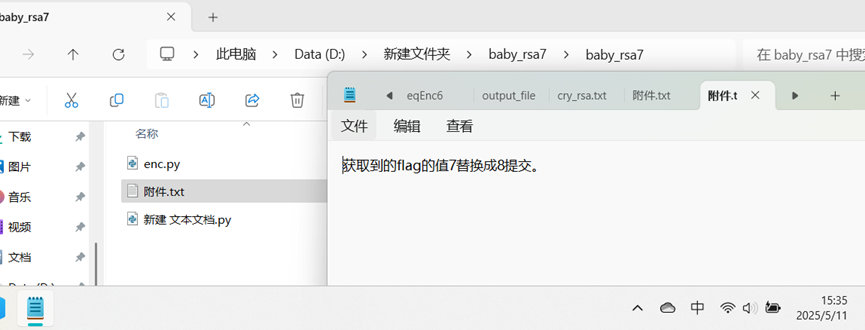 baby_rsa7
此电脑
Data (D:)
新建文件夹
baby_rsa7
baby_rsa7
在 baby_rsa7 中搜索
新建
eqEnc6
output_file
cry_rsa.txt
附件.txt
附件.t
下载
图片
音乐
视频
文档
Data (D:)
名称
enc.py
附件.txt
新建 文本文档.py
文件
编辑
查看
获取到的flag的值7替换成8提交。
中
15:35
2025/5/11